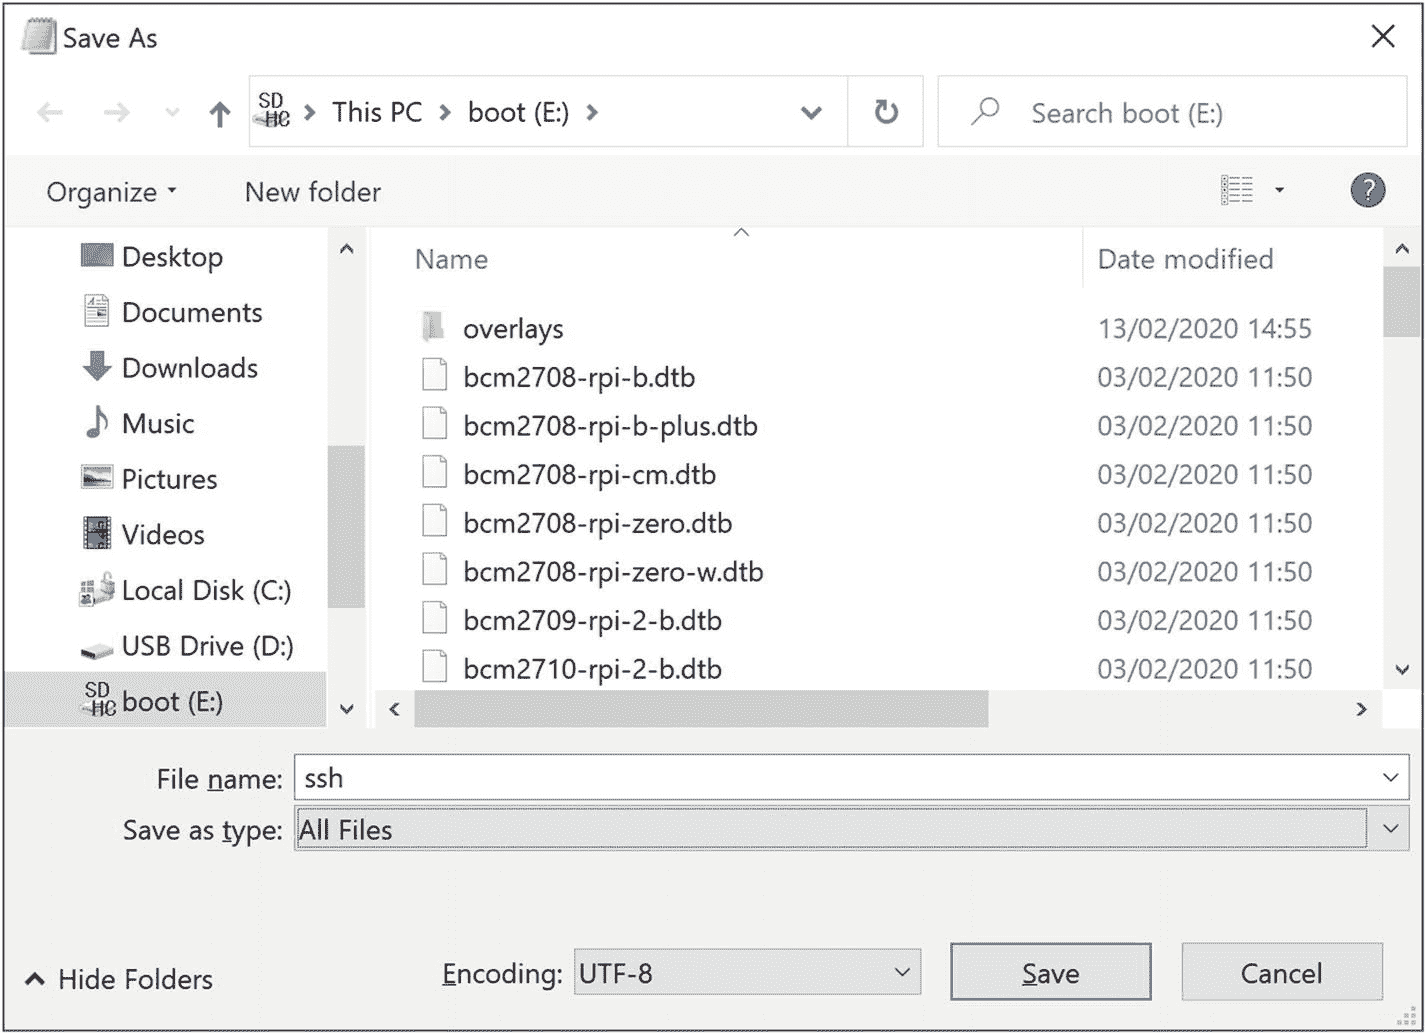 Save As
SD HC This PC boot (E:) Search boot (E:)
Organize New folder ?
Name Date modified
Desktop
Documents
Downloads
Music
Pictures
Videos
Local Disk (C:)
USB Drive (D:)
SD HC boot (E:)
overlays 13/02/2020 14:55
bcm2708-rpi-b.dtb 03/02/2020 11:50
bcm2708-rpi-b-plus.dtb 03/02/2020 11:50
bcm2708-rpi-cm.dtb 03/02/2020 11:50
bcm2708-rpi-zero.dtb 03/02/2020 11:50
bcm2708-rpi-zero-w.dtb 03/02/2020 11:50
bcm2709-rpi-2-b.dtb 03/02/2020 11:50
bcm2710-rpi-2-b.dtb 03/02/2020 11:50
File name: ssh
Save as type: All Files
Hide Folders Encoding: UTF-8 Save Cancel